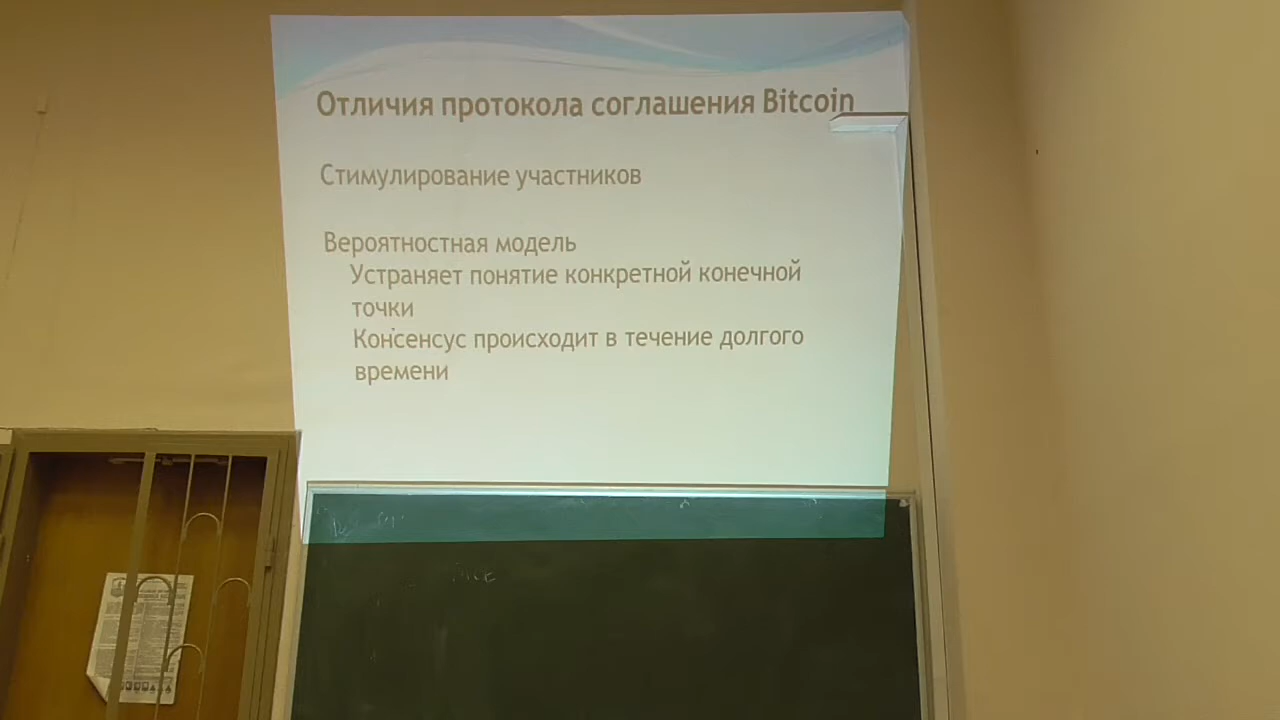 Отличия протокола соглашения Bitcoin
Стимулирование участников
Вероятностная модель
Устраняет понятие конкретной конечной
точки
Консенсус происходит в течение долгого
времени